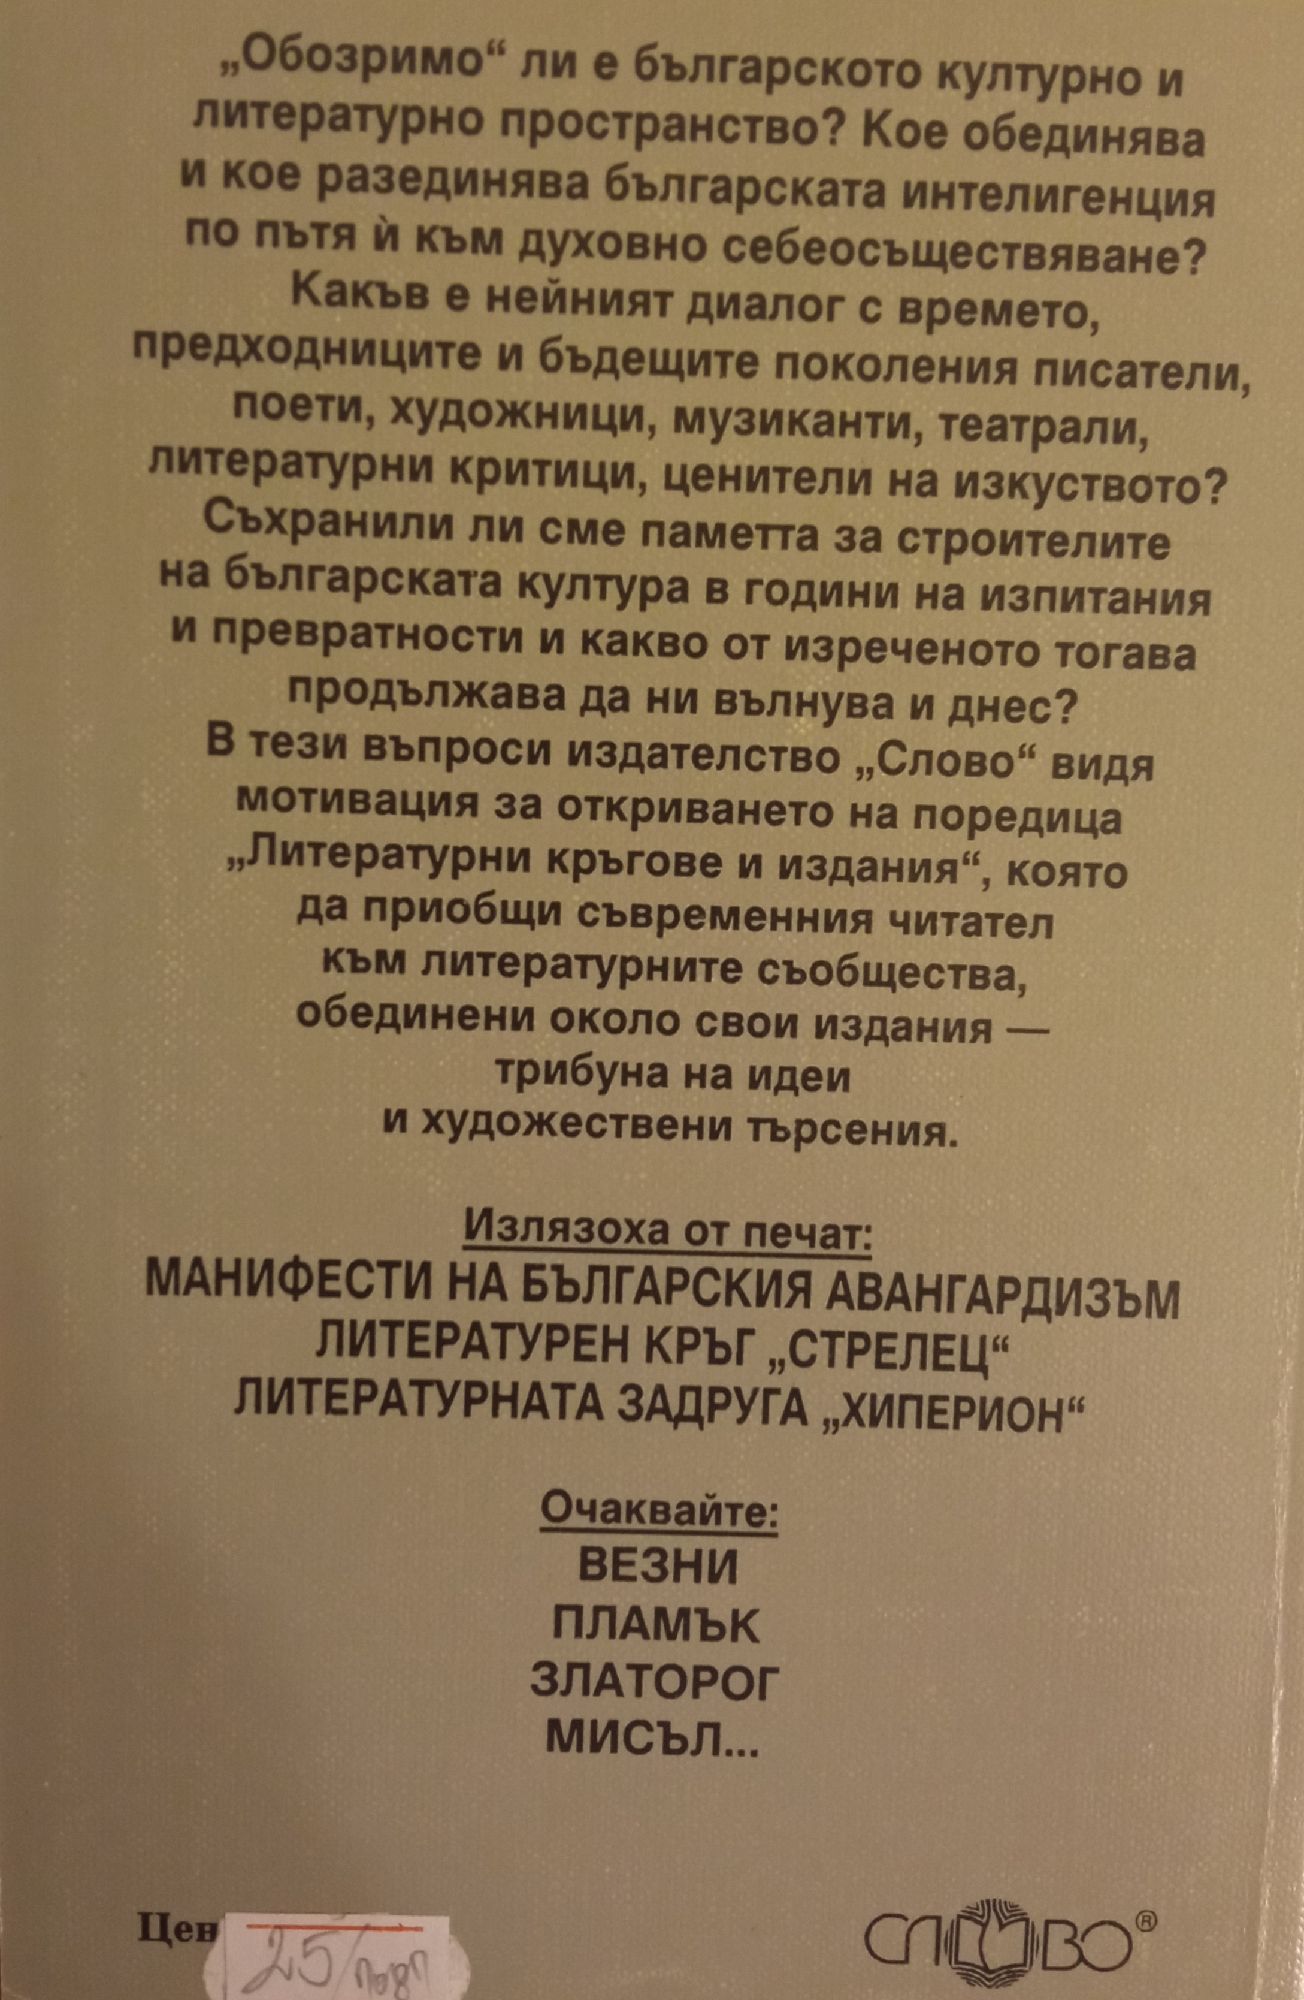 „Обозримо“ ли е българското културно и
литературно пространство? Кое обединява
и кое разединява българската интелигенция
по пътя ѝ към духовно себеосъществяване?
Какъв е нейният диалог с времето,
предходниците и бъдещите поколения писатели,
поети, художници, музиканти, театрали,
литературни критици, ценители на изкуството?
Съхранили ли сме паметта за строителите
на българската култура в години на изпитания
и превратности и какво от изреченото тогава
продължава да ни вълнува и днес?
В тези въпроси издателство „Слово“ видя
мотивация за откриването на поредица
„Литературни кръгове и издания“, която
да приобщи съвременния читател
към литературните съобщества,
обединени около свои издания —
трибуна на идеи
и художествени търсения.
Излязоха от печат:
МАНИФЕСТИ НА БЪЛГАРСКИЯ АВАНГАРДИЗЪМ
ЛИТЕРАТУРЕН КРЪГ „СТРЕЛЕЦ“
ЛИТЕРАТУРНАТА ЗАДРУГА „ХИПЕРИОН“
Очаквайте:
ВЕЗНИ
ПЛАМЪК
ЗЛАТОРОГ
МИСЪЛ...
Цен
25/
СЛОВО®